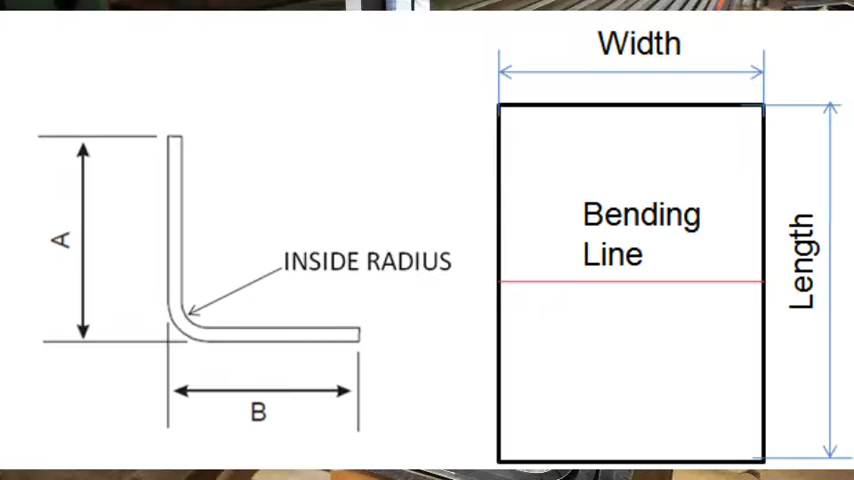 A
INSIDE RADIUS
B
Width
Bending
Line
Length